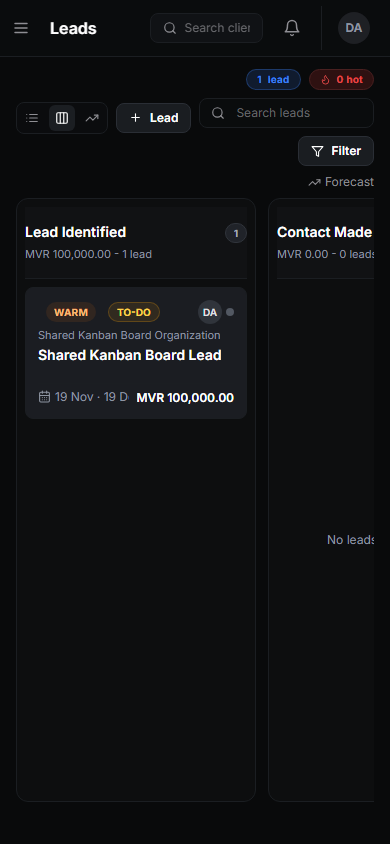 Leads
Search clier
DA
1 lead
0 hot
Lead
Search leads
Filter
Forecast
Lead Identified
1
MVR 100,000.00 - 1 lead
Contact Made
MVR 0.00 - 0 leads
WARM
TO-DO
DA
Shared Kanban Board Organization
Shared Kanban Board Lead
19 Nov · 19 D
MVR 100,000.00
No leads